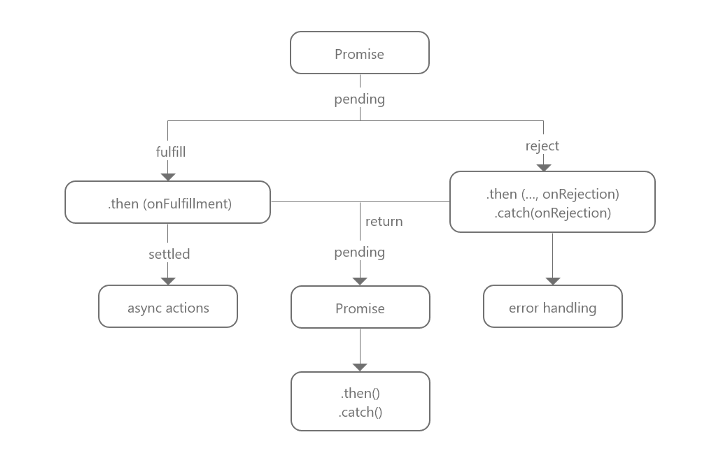 Promise
pending
fulfill
reject
.then (onFulfillment)
.then (..., onRejection)
.catch(onRejection)
return
settled
pending
async actions
Promise
error handling
.then()
.catch()